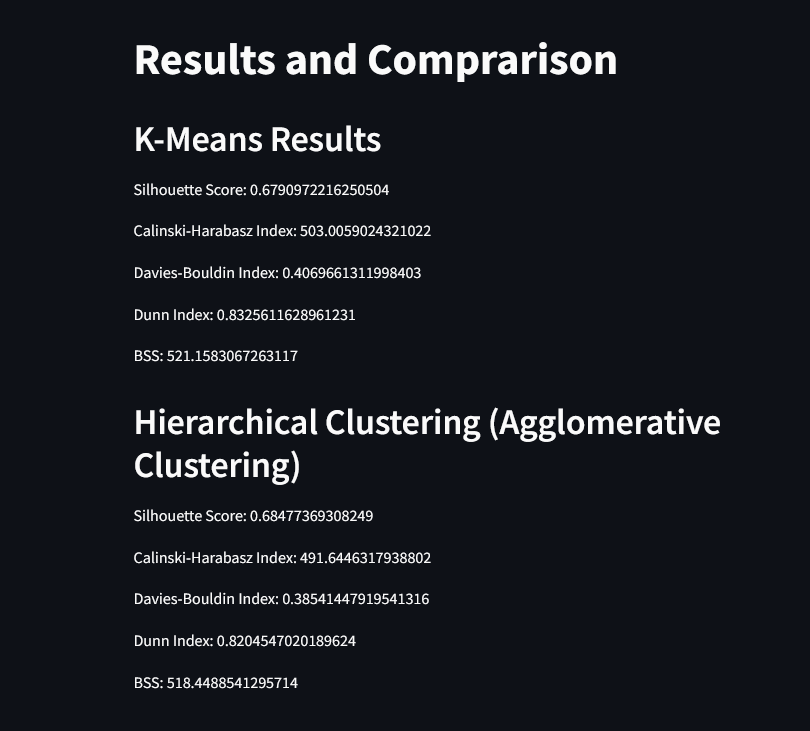 Results and Comprarison
K-Means Results
Silhouette Score: 0.6790972216250504
Calinski-Harabasz Index: 503.0059024321022
Davies-Bouldin Index: 0.4069661311998403
Dunn Index: 0.8325611628961231
BSS: 521.1583067263117
Hierarchical Clustering (Agglomerative
Clustering)
Silhouette Score: 0.68477369308249
Calinski-Harabasz Index: 491.6446317938802
Davies-Bouldin Index: 0.38541447919541316
Dunn Index: 0.8204547020189624
BSS: 518.4488541295714